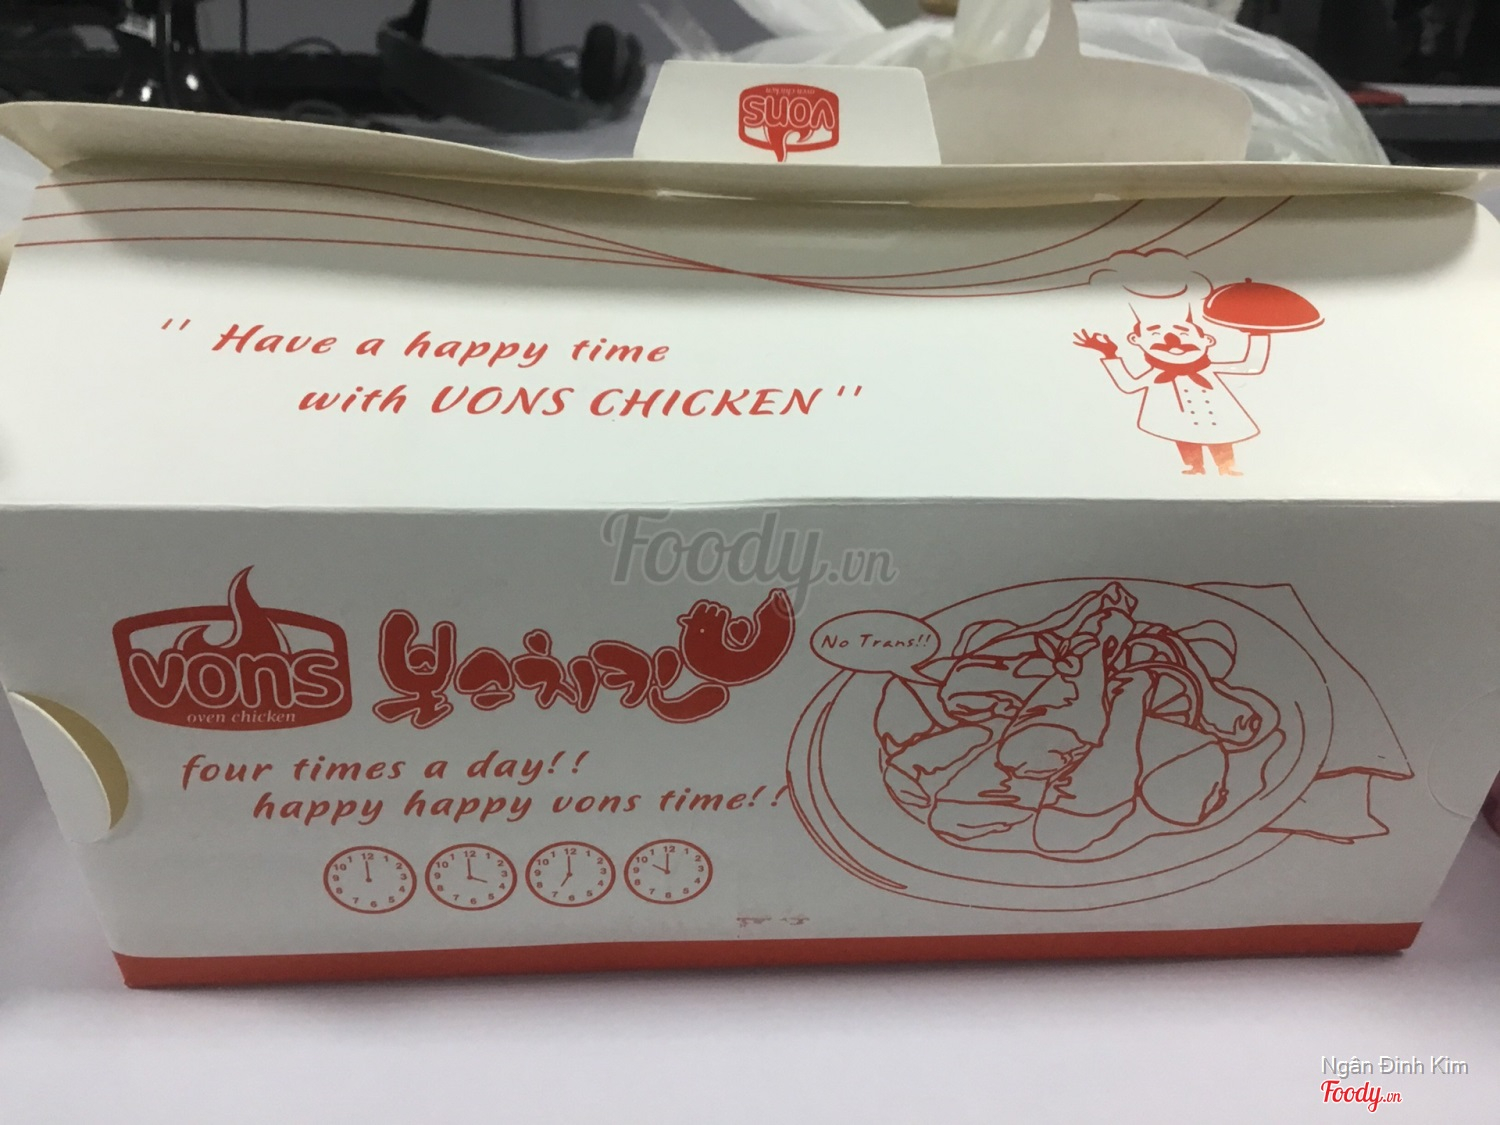 vons
oven chicken
" Have a happy time
with VONS CHICKEN "
Foody.vn
vons
oven chicken
봉스치킨
No Trans!!
four times a day!!
happy happy vons time!!
Ngân Đinh Kim
Foody.vn